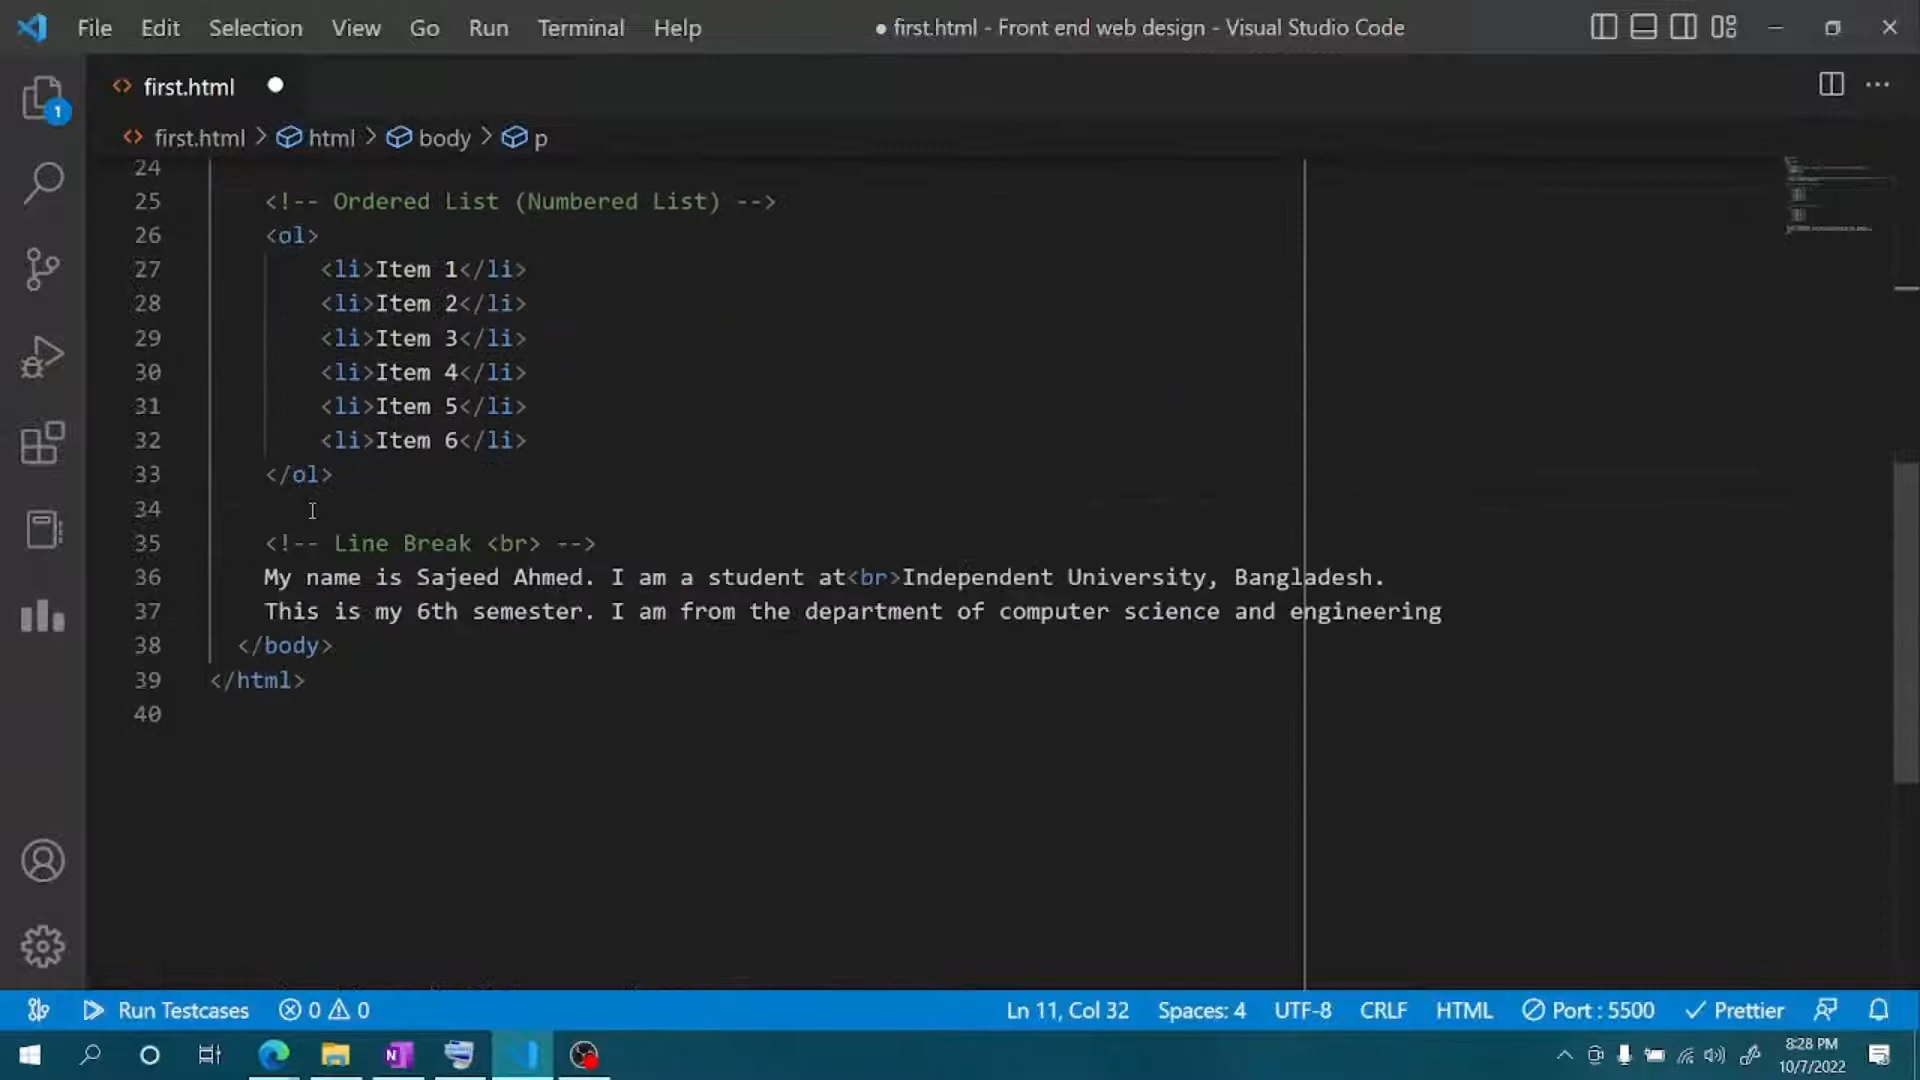 File Edit Selection View Go Run Terminal Help ● first.html - Front end web design - Visual Studio Code
1
<> first.html ●
<> first.html > html > body > p
24
25 <!-- Ordered List (Numbered List) -->
26 <ol>
27 <li>Item 1</li>
28 <li>Item 2</li>
29 <li>Item 3</li>
30 <li>Item 4</li>
31 <li>Item 5</li>
32 <li>Item 6</li>
33 </ol>
34
35 <!-- Line Break <br> -->
36 My name is Sajeed Ahmed. I am a student at<br>Independent University, Bangladesh.
37 This is my 6th semester. I am from the department of computer science and engineering
38 </body>
39 </html>
40
Run Testcases 0 0 Ln 11, Col 32 Spaces: 4 UTF-8 CRLF HTML Port : 5500 Prettier
N 8:28 PM
10/7/2022